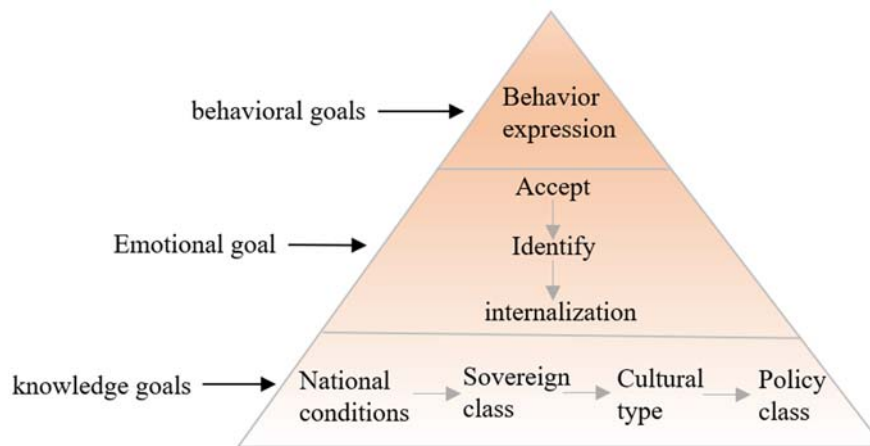 behavioral goals
Behavior
expression
Accept
Emotional goal
Identify
internalization
knowledge goals
National
conditions
Sovereign
class
Cultural
type
Policy
class